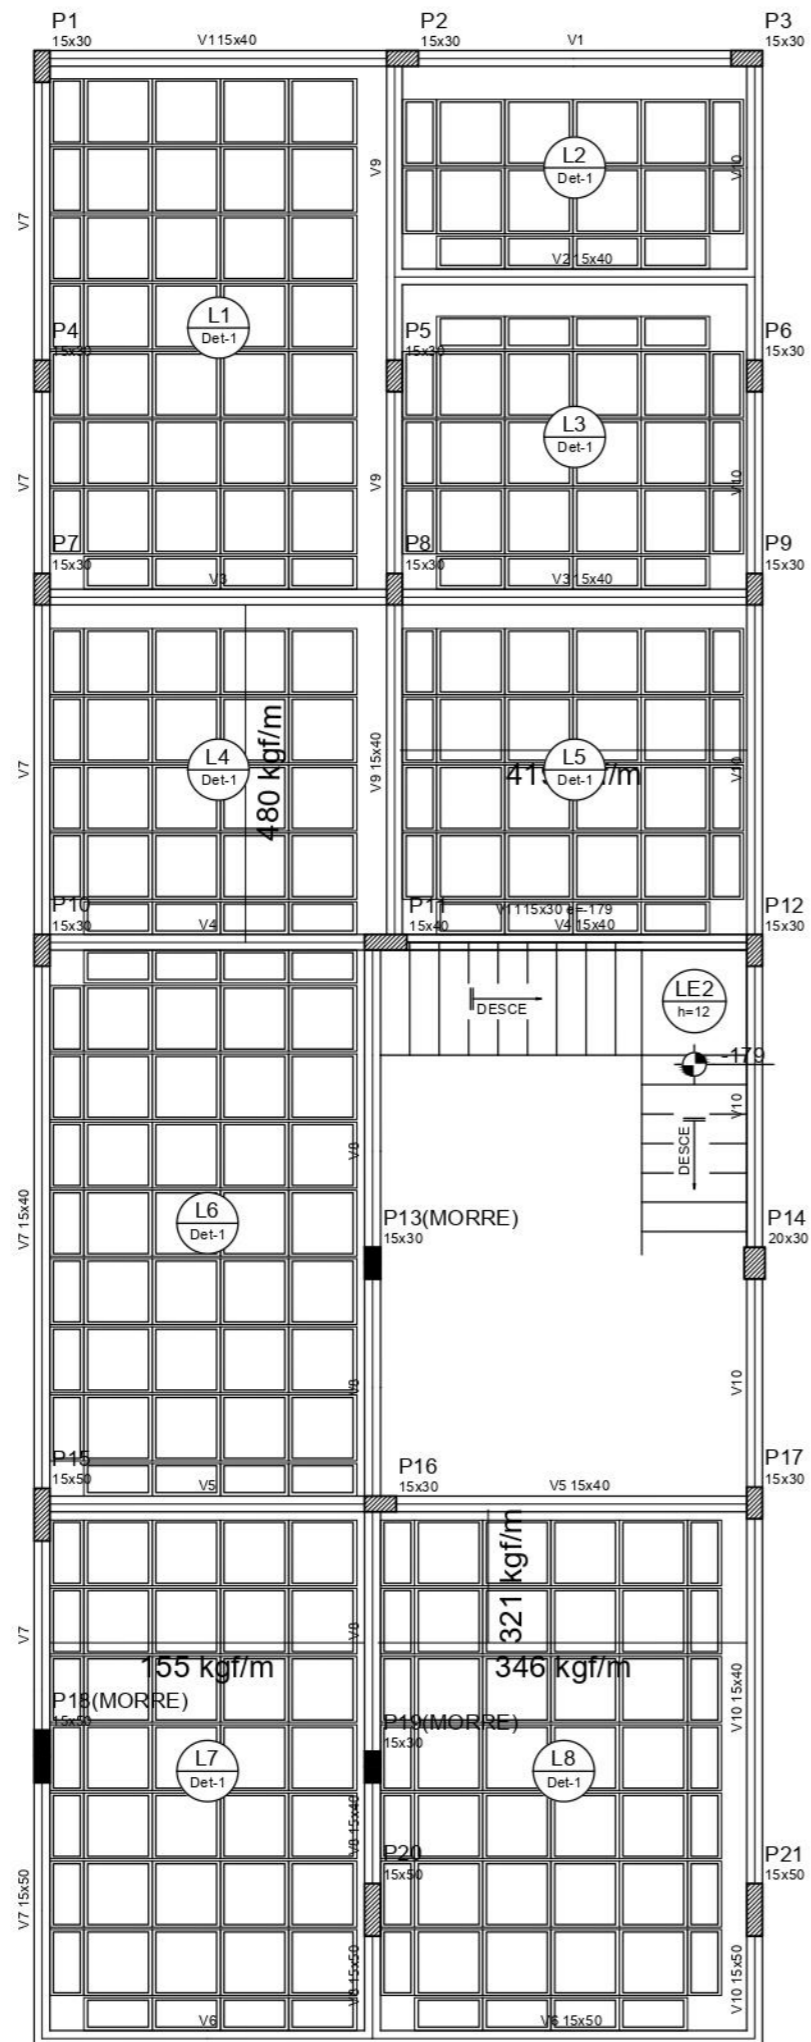 P1
15x30
V1 15x40
P2
15x30
V1
P3
15x30
V9
L2
Det-1
V10
V7
V2 15x40
L1
Det-1
P4
15x30
P5
15x30
P6
15x30
L3
Det-1
V7
V9
V10
P7
15x30
P8
15x30
P9
15x30
V3
V3 15x40
480 kgf/m
V9 15x40
L4
Det-1
L5
Det-1
V7
V10
P10
15x30
V4
P11
15x40
V11 15x30 e=-179
V4 15x40
P12
15x30
LE2
h=12
DESCE
-179
V10
DESCE
V8
V7 15x40
L6
Det-1
P13(MORRE)
15x30
P14
20x30
V8
V10
P15
15x50
V5
P16
15x30
V5 15x40
P17
15x30
321 kgf/m
V7
V8
155 kgf/m
346 kgf/m
V10 15x40
P18(MORRE)
15x50
P19(MORRE)
15x30
L7
Det-1
L8
Det-1
V8 15x40
P20
15x50
P21
15x50
V7 15x50
V8 15x50
V10 15x50
V6
V6 15x50